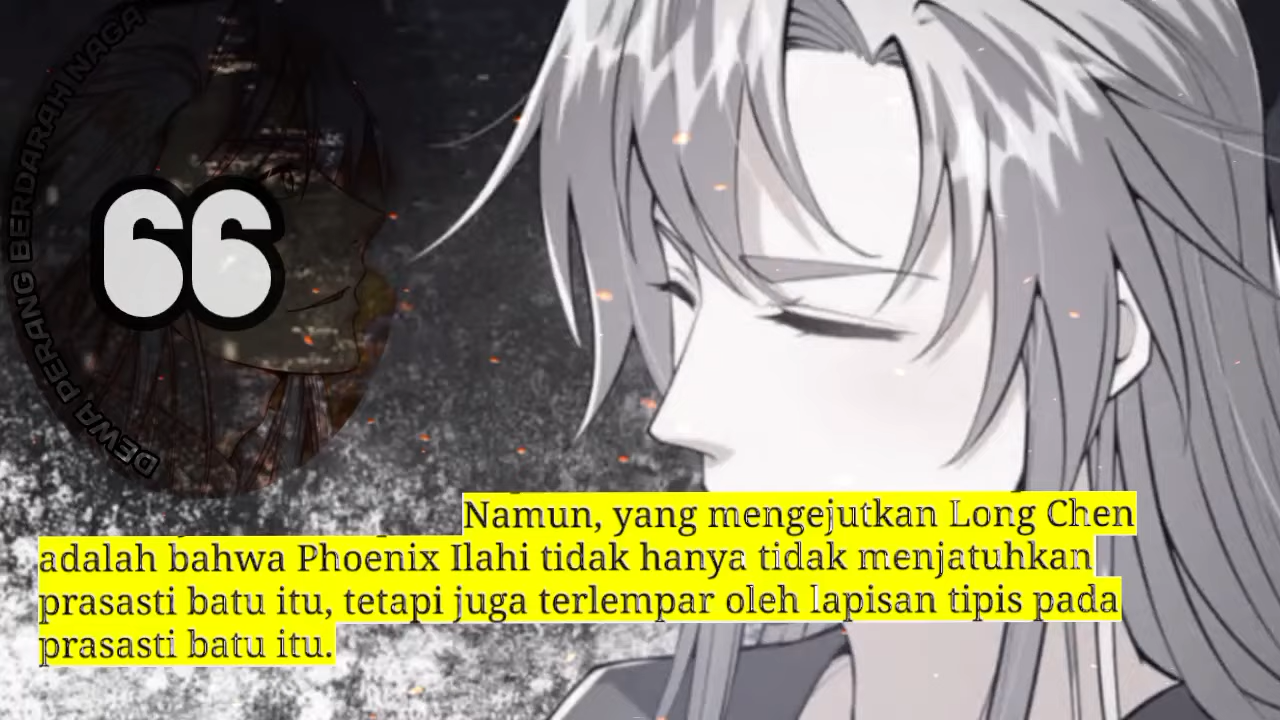 DEWA PERANG BERDARAH NAGA
66
Namun, yang mengejutkan Long Chen
adalah bahwa Phoenix Ilahi tidak hanya tidak menjatuhkan
prasasti batu itu, tetapi juga terlempar oleh lapisan tipis pada
prasasti batu itu.